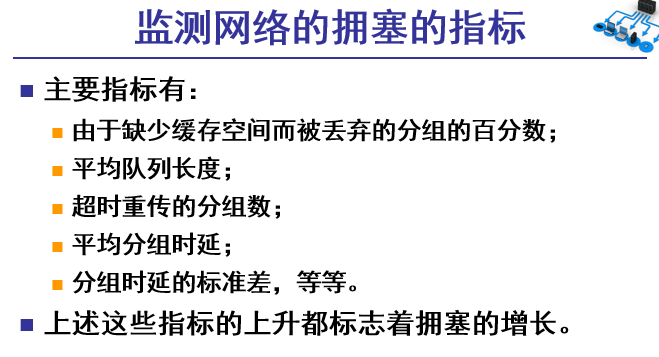 监测网络的拥塞的指标
主要指标有：
由于缺少缓存空间而被丢弃的分组的百分数；
平均队列长度；
超时重传的分组数；
平均分组时延；
分组时延的标准差，等等。
上述这些指标的上升都标志着拥塞的增长。